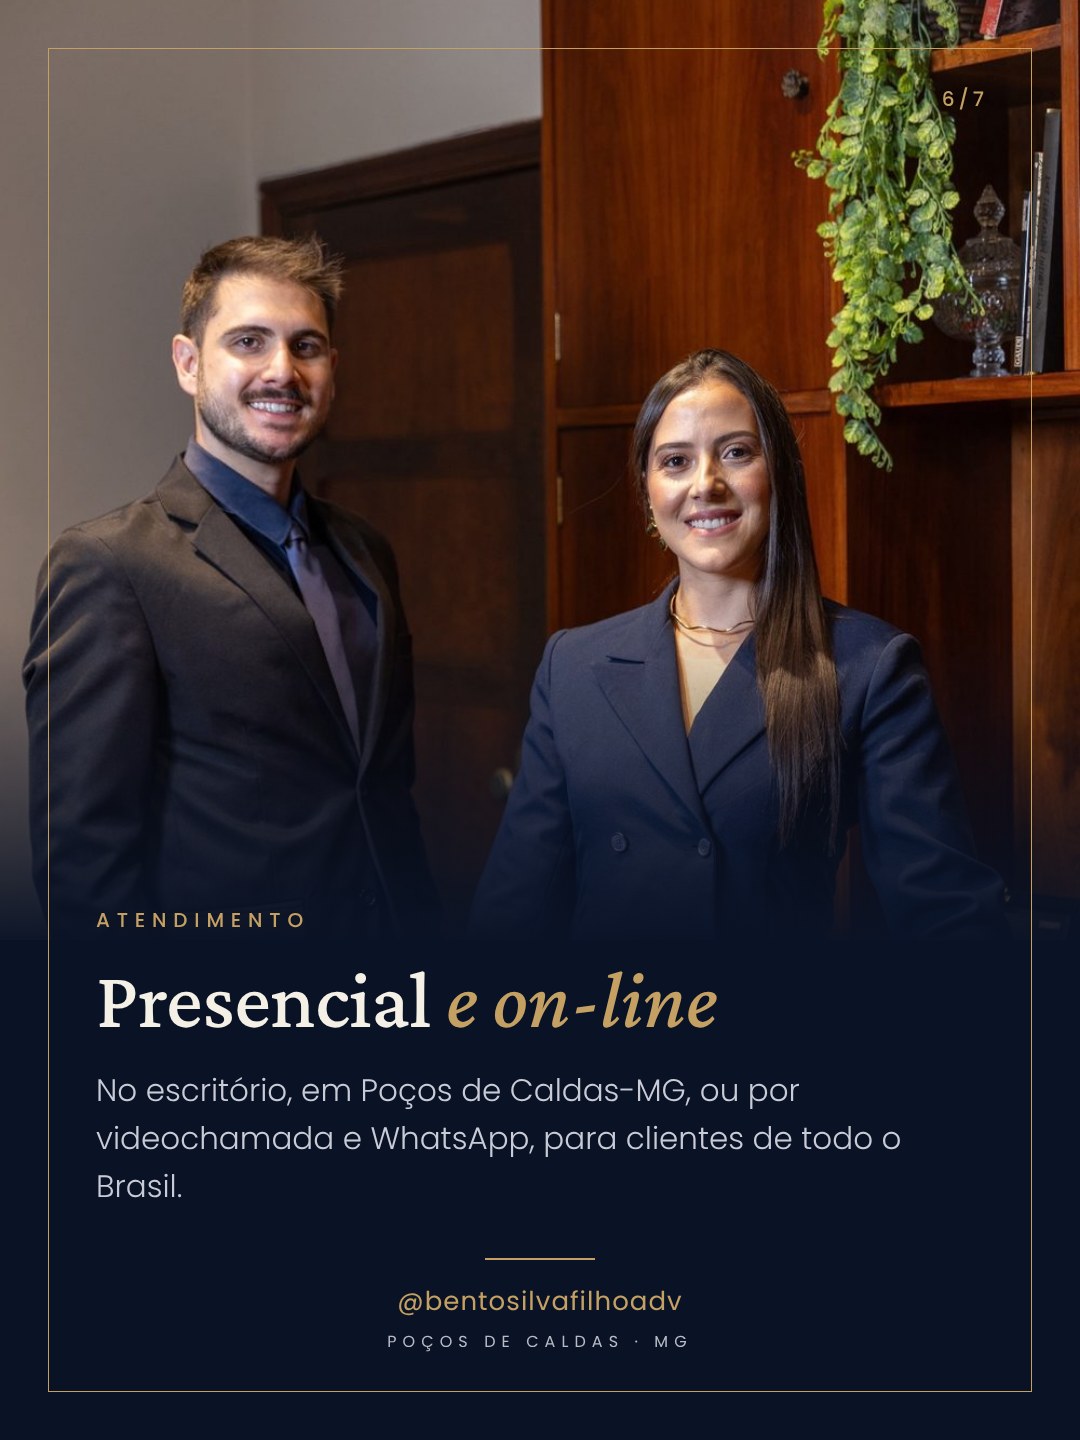 6/7
GAUDÍ
ATENDIMENTO
Presencial e on-line
No escritório, em Poços de Caldas-MG, ou por
videochamada e WhatsApp, para clientes de todo o
Brasil.
@bentosilvafilhoadv
POÇOS DE CALDAS · MG